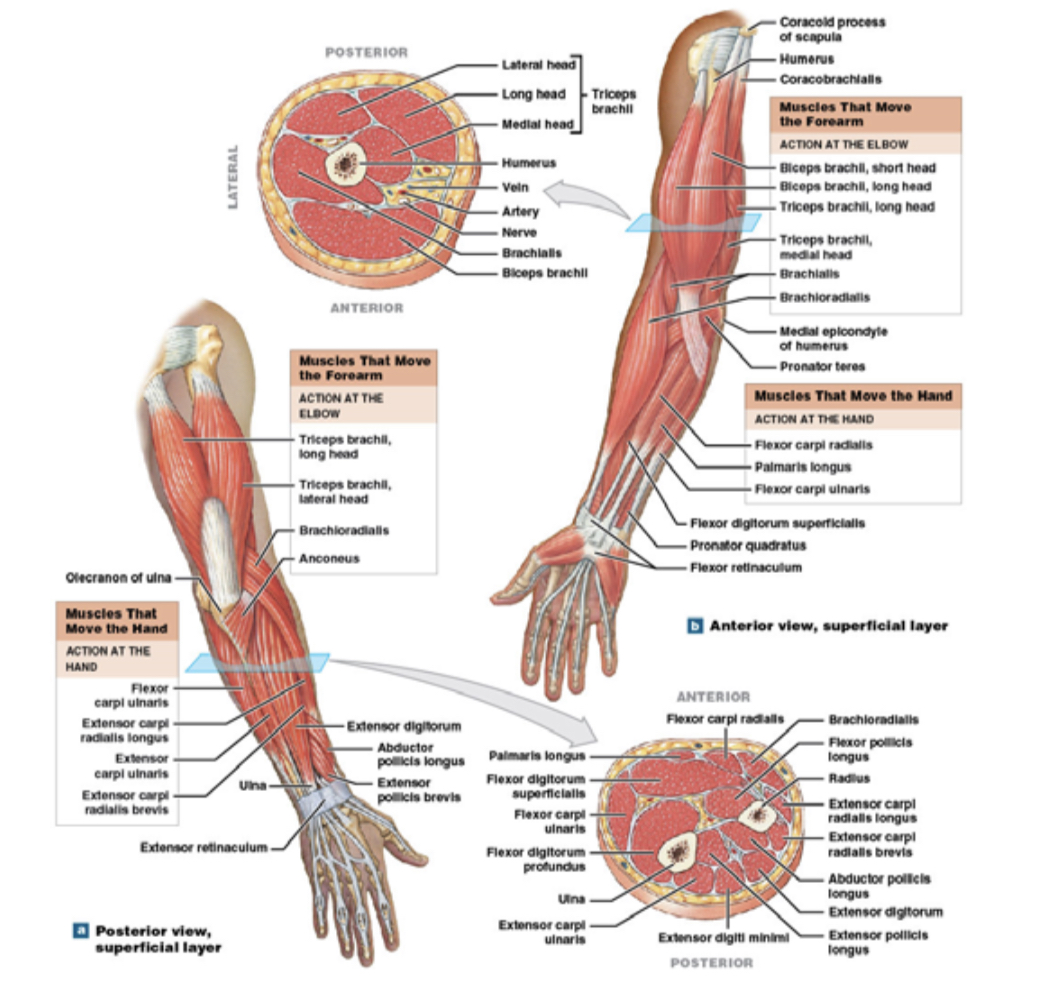 POSTERIOR
LATERAL
Lateral head
Long head
Medial head
Triceps
brachii
Humerus
Vein
Artery
Nerve
Brachialis
Biceps brachii
ANTERIOR
Coracoid process
of scapula
Humerus
Coracobrachialis
Muscles That Move
the Forearm
ACTION AT THE ELBOW
Biceps brachii, short head
Biceps brachii, long head
Triceps brachii, long head
Triceps brachii,
medial head
Brachialis
Brachioradialis
Medial epicondyle
of humerus
Pronator teres
Muscles That Move the Hand
ACTION AT THE HAND
Flexor carpi radialis
Palmaris longus
Flexor carpi ulnaris
Flexor digitorum superficialis
Pronator quadratus
Flexor retinaculum
b Anterior view, superficial layer
Muscles That Move
the Forearm
ACTION AT THE
ELBOW
Triceps brachii,
long head
Triceps brachii,
lateral head
Brachioradialis
Anconeus
Olecranon of ulna
Muscles That
Move the Hand
ACTION AT THE
HAND
Flexor
carpi ulnaris
Extensor carpi
radialis longus
Extensor
carpi ulnaris
Extensor carpi
radialis brevis
Extensor digitorum
Abductor
pollicis longus
Extensor
pollicis brevis
Ulna
Extensor retinaculum
a Posterior view,
superficial layer
ANTERIOR
Flexor carpi radialis
Palmaris longus
Flexor digitorum
superficialis
Flexor carpi
ulnaris
Flexor digitorum
profundus
Ulna
Extensor carpi
ulnaris
Extensor digiti minimi
Brachioradialis
Flexor pollicis
longus
Radius
Extensor carpi
radialis longus
Extensor carpi
radialis brevis
Abductor pollicis
longus
Extensor digitorum
Extensor pollicis
longus
POSTERIOR